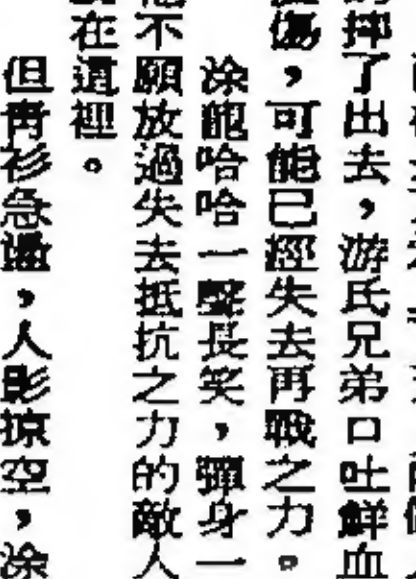 摔了出去，游氏兄弟口吐鮮血
傷，可能已經失去再戰之力。
涂龍哈哈一聲長笑，彈身一
不願放過失去抵抗之力的敵人
在這裡。
但青衫急邁，人影掠空，涂